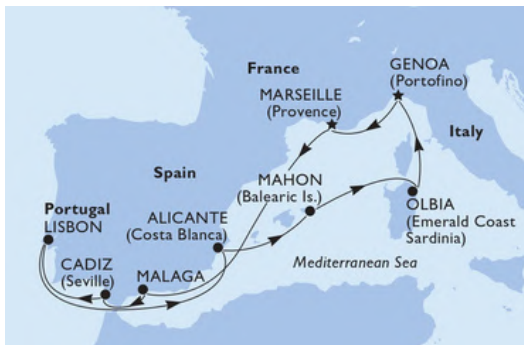 GENOA
(Portofino)
France
MARSEILLE
(Provence)
Italy
Spain
MAHON
(Balearic Is.)
OLBIA
(Emerald Coast
Sardinia)
Portugal
LISBON
ALICANTE
(Costa Blanca)
CADIZ
(Seville)
MALAGA
Mediterranean Sea